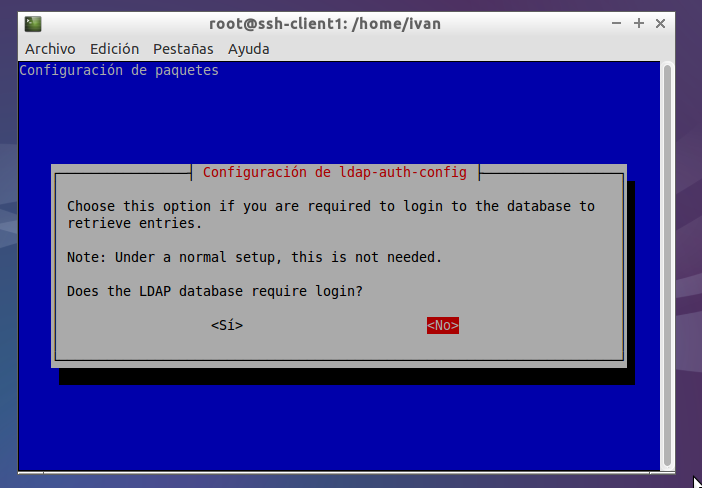 root@ssh-client1: /home/ivan
Archivo Edición Pestañas Ayuda
Configuración de paquetes
Configuración de ldap-auth-config
Choose this option if you are required to login to the database to
retrieve entries.
Note: Under a normal setup, this is not needed.
Does the LDAP database require login?
<Sí> <No>